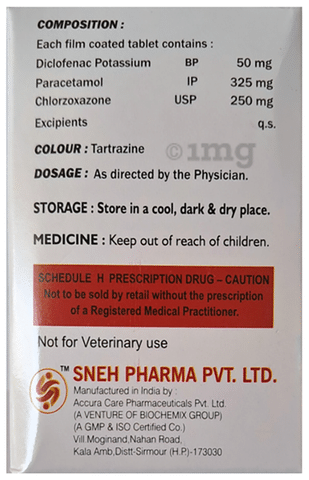 COMPOSITION :
Each film coated tablet contains :
Diclofenac Potassium BP 50 mg
Paracetamol IP 325 mg
Chlorzoxazone USP 250 mg
Excipients q.s.
COLOUR : Tartrazine
© 1mg
DOSAGE : As directed by the Physician.
STORAGE : Store in a cool, dark & dry place.
MEDICINE : Keep out of reach of children.
SCHEDULE H PRESCRIPTION DRUG – CAUTION
Not to be sold by retail without the prescription
of a Registered Medical Practitioner.
Not for Veterinary use
™ SNEH PHARMA PVT. LTD.
Manufactured in India by :
Accura Care Pharmaceuticals Pvt. Ltd.
(A VENTURE OF BIOCHEMIX GROUP)
(A GMP & ISO Certified Co.)
Vill.Moginand,Nahan Road,
Kala Amb,Distt-Sirmour (H.P.)-173030